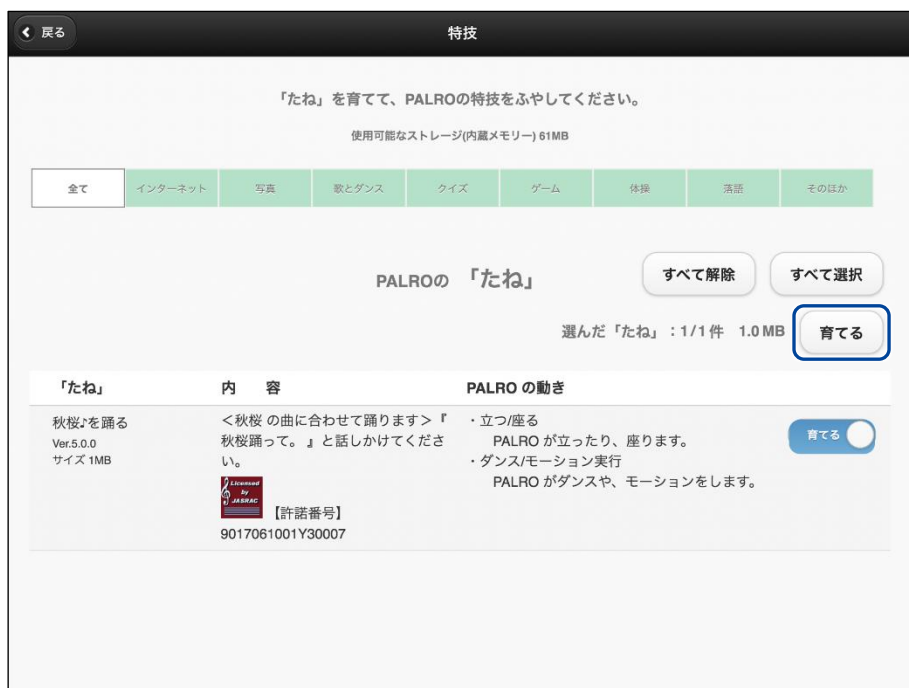 戻る
特技
「たね」を育てて、PALROの特技をふやしてください。
使用可能なストレージ(内蔵メモリー) 61MB
全て インターネット 写真 歌とダンス クイズ ゲーム 体操 落語 そのほか
PALROの 「たね」 すべて解除 すべて選択
選んだ「たね」：1/1件 1.0MB 育てる
「たね」 内 容 PALRO の動き
秋桜♪を踊る
Ver.5.0.0
サイズ 1MB
＜秋桜 の曲に合わせて踊ります＞『
秋桜踊って。 』と話しかけてくださ
い。
Licensed
by
JASRAC
【許諾番号】
9017061001Y30007
・立つ/座る
PALRO が立ったり、座ります。
・ダンス/モーション実行
PALRO がダンスや、モーションをします。
育てる